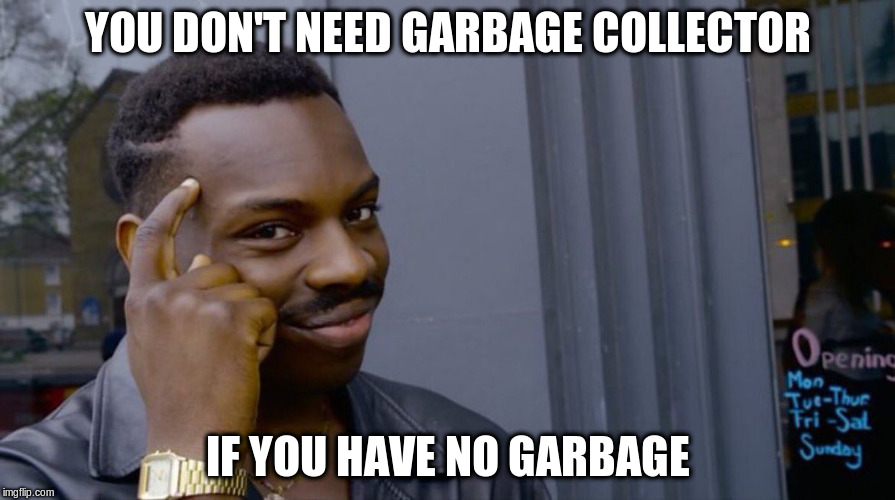 YOU DON'T NEED GARBAGE COLLECTOR
Opening
Mon
Tue-Thur
Fri-Sat
Sunday
IF YOU HAVE NO GARBAGE
imgflip.com